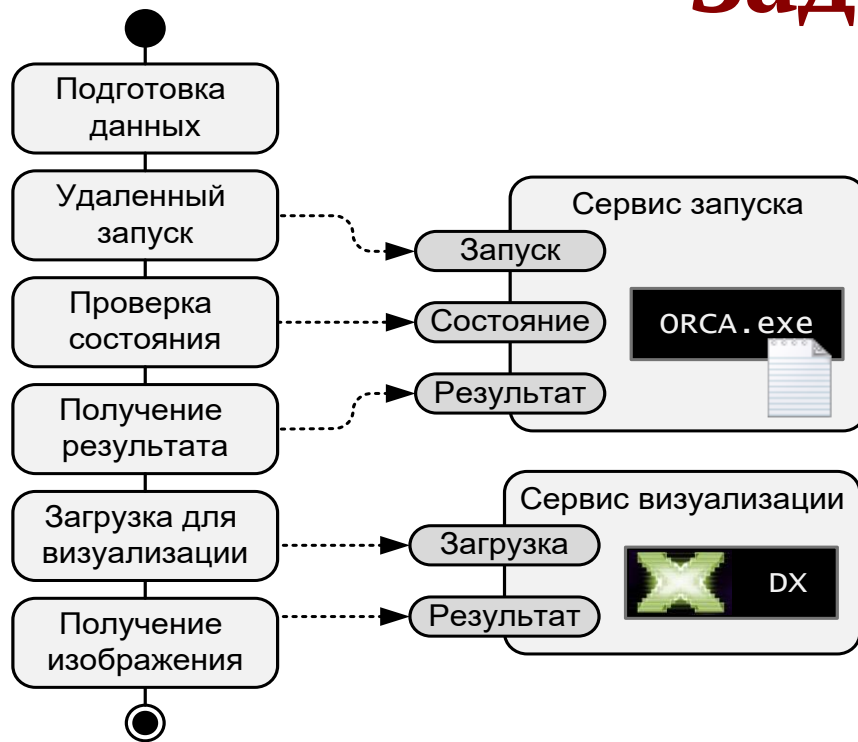 Зад
Подготовка
данных
Удаленный
запуск
Проверка
состояния
Получение
результата
Загрузка для
визуализации
Получение
изображения
Сервис запуска
Запуск
Состояние
Результат
ORCA.exe
Сервис визуализации
Загрузка
Результат
DX